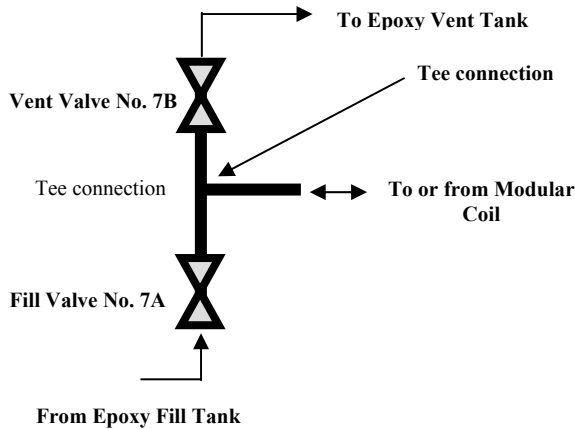 To Epoxy Vent Tank
Tee connection
Vent Valve No. 7B
Tee connection
To or from Modular
Coil
Fill Valve No. 7A
From Epoxy Fill Tank